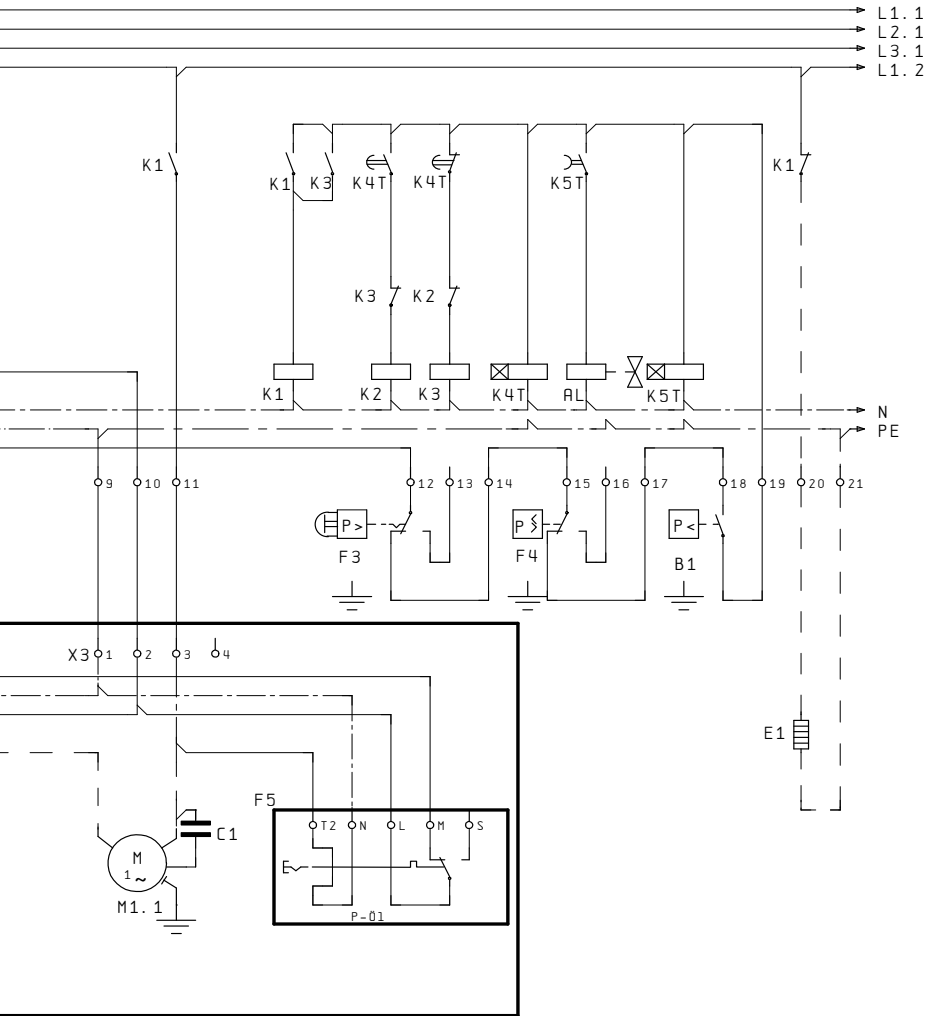 L1.1
L2.1
L3.1
L1.2
K1
K1 K3 K4T K4T K5T K1
K3 K2
K1 K2 K3 K4T AL K5T
N
PE
9 10 11 12 13 14 15 16 17 18 19 20 21
P> P P<
F3 F4 B1
X3 1 2 3 4
E1
F5
T2 N L M S
C1
M
1~
M1.1
P-Öl